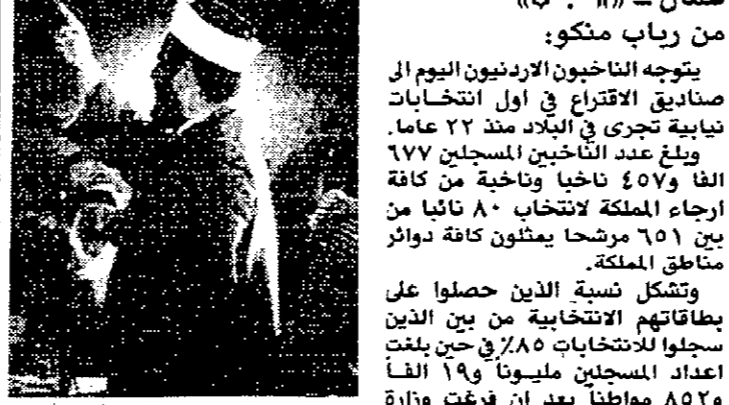 من رباب منكو:
يتوجه الناخبون الاردنيون اليوم الى
صناديق الاقتراع في اول انتخابات
نيابية تجرى في البلاد منذ ٢٢ عاما.
وبلغ عدد الناخبين المسجلين ٦٧٧
الفا و٤٥٧ ناخبا وناخبة من كافة
ارجاء المملكة لانتخاب ٨٠ نائبا من
بين ٦٥١ مرشحا يمثلون كافة دوائر
مناطق المملكة.
وتشكل نسبة الذين حصلوا على
بطاقاتهم الانتخابية من بين الذين
سجلوا للانتخابات ٨٥٪ في حين بلغت
اعداد المسجلين مليوناً و١٩ الفاً
و٨٥٢ مواطناً بعد ان فرغت وزارة